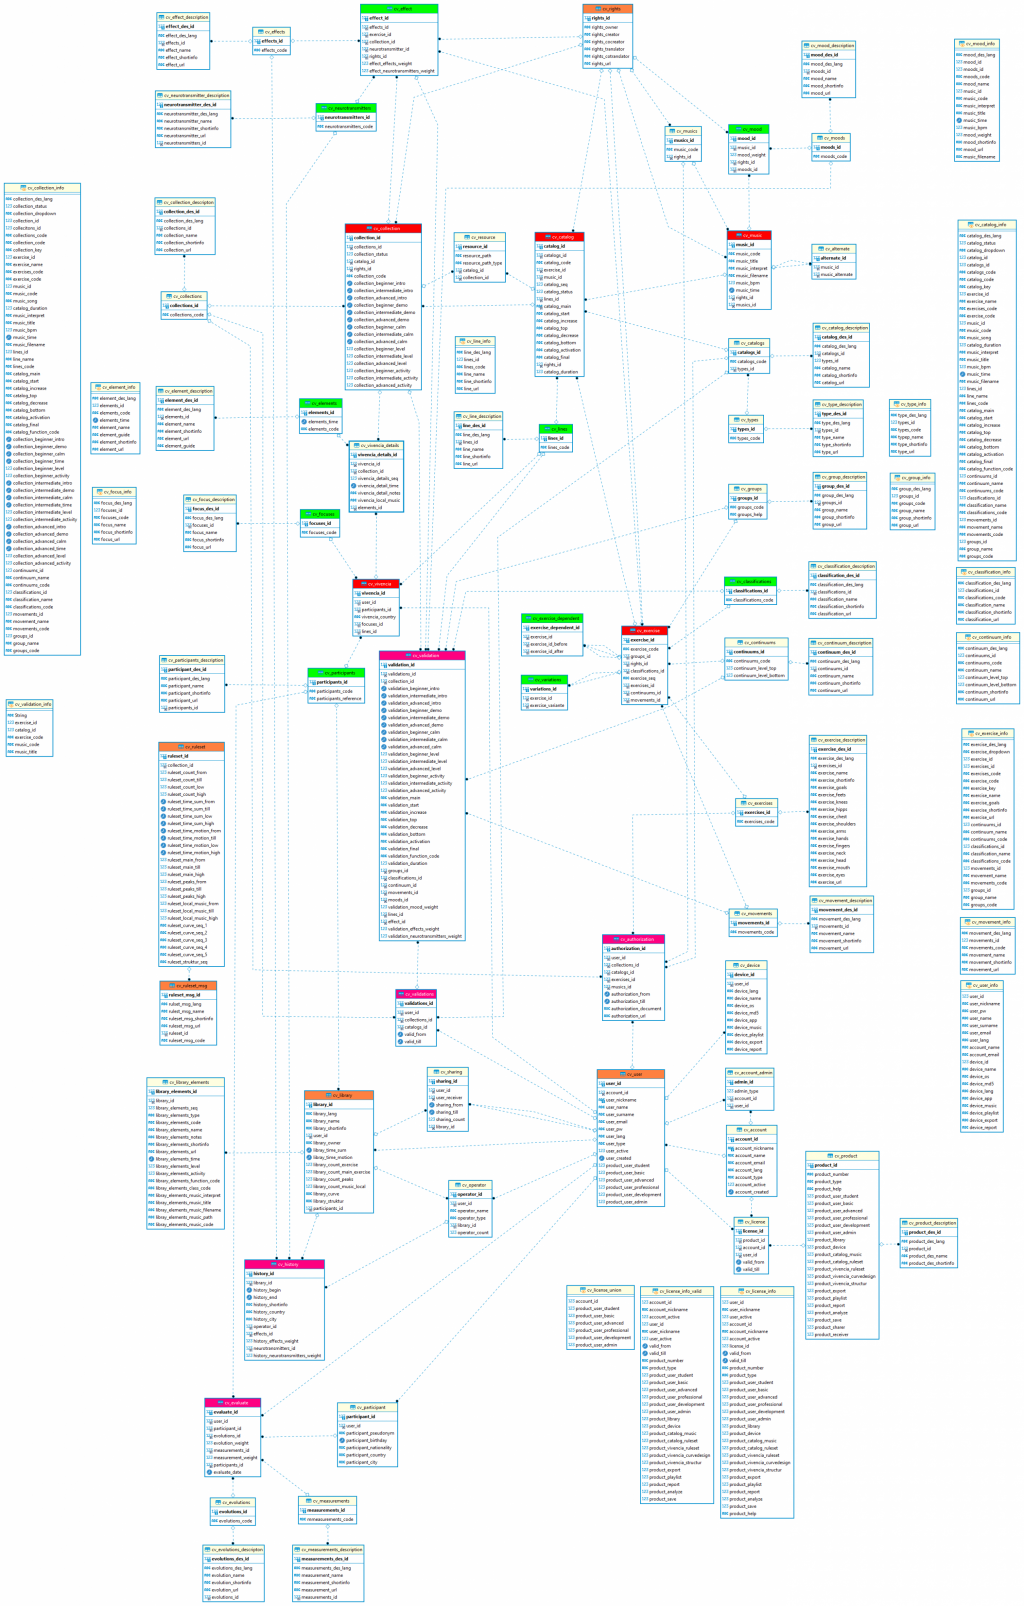 cv_effect_description
effect_des_id
effect_des_lang
effects_id
effect_name
effect_shortinfo
effect_url
cv_effects
effects_id
effects_code
cv_effect
effect_id
effects_id
exercise_id
collection_id
neurotransmitter_id
rights_id
effect_effects_weight
effect_neurotransmitters_weight
cv_rights
rights_id
rights_owner
rights_creator
rights_cocreator
rights_translator
rights_cotranslator
rights_url
cv_mood_description
mood_des_id
mood_des_lang
moods_id
mood_name
mood_shortinfo
mood_url
cv_mood_info
mood_des_lang
mood_id
moods_id
moods_code
mood_name
music_id
music_code
music_interpret
music_title
music_time
music_bpm
mood_weight
mood_shortinfo
mood_url
music_filename
cv_neurotransmitter_description
neurotransmitter_des_id
neurotransmitter_des_lang
neurotransmitter_name
neurotransmitter_shortinfo
neurotransmitter_url
neurotransmitters_id
cv_neurotransmitters
neurotransmitters_id
neurotransmitters_code
cv_musics
musics_id
music_code
rights_id
cv_mood
mood_id
music_id
mood_weight
rights_id
moods_id
cv_moods
moods_id
moods_code
cv_collection_info
collection_des_lang
collection_status
collection_dropdown
collection_id
collections_id
collections_code
collection_code
collection_key
exercise_id
exercise_name
exercises_code
exercise_code
music_id
music_code
music_song
catalog_duration
music_interpret
music_title
music_bpm
music_time
music_filename
lines_id
line_name
lines_code
catalog_main
catalog_start
catalog_increase
catalog_top
catalog_decrease
catalog_bottom
catalog_activation
catalog_final
catalog_function_code
collection_beginner_intro
collection_beginner_demo
collection_beginner_calm
collection_beginner_time
collection_beginner_level
collection_beginner_activity
collection_intermediate_intro
collection_intermediate_demo
collection_intermediate_calm
collection_intermediate_time
collection_intermediate_level
collection_intermediate_activity
collection_advanced_intro
collection_advanced_demo
collection_advanced_calm
collection_advanced_time
collection_advanced_level
collection_advanced_activity
continuums_id
continuum_name
continuums_code
classifications_id
classification_name
classifications_code
movements_id
movement_name
movements_code
groups_id
group_name
groups_code
cv_collection_description
collection_des_id
collection_des_lang
collections_id
collection_name
collection_shortinfo
collection_url
cv_collections
collections_id
collections_code
cv_collection
collection_id
collections_id
collection_status
catalog_id
rights_id
collection_code
collection_beginner_intro
collection_intermediate_intro
collection_advanced_intro
collection_beginner_demo
collection_intermediate_demo
collection_advanced_demo
collection_beginner_calm
collection_intermediate_calm
collection_advanced_calm
collection_beginner_level
collection_intermediate_level
collection_advanced_level
collection_beginner_activity
collection_intermediate_activity
collection_advanced_activity
cv_resource
resource_id
resource_path
resource_path_type
catalog_id
collection_id
cv_catalog
catalog_id
catalogs_id
catalog_code
exercise_id
music_id
catalog_seq
catalog_status
lines_id
catalog_main
catalog_start
catalog_increase
catalog_top
catalog_decrease
catalog_bottom
catalog_activation
catalog_final
rights_id
catalog_duration
cv_music
music_id
music_code
music_title
music_interpret
music_filename
music_bpm
music_time
rights_id
musics_id
cv_alternate
alternate_id
music_id
music_alternate
cv_catalog_info
catalog_des_lang
catalog_status
catalog_dropdown
catalog_id
catalogs_id
catalogs_code
catalog_code
catalog_key
exercise_id
exercise_name
exercises_code
exercise_code
music_id
music_code
music_song
catalog_duration
music_interpret
music_title
music_bpm
music_time
music_filename
lines_id
line_name
lines_code
catalog_main
catalog_start
catalog_increase
catalog_top
catalog_decrease
catalog_bottom
catalog_activation
catalog_final
catalog_function_code
continuums_id
continuum_name
continuums_code
classifications_id
classification_name
classifications_code
movements_id
movement_name
movements_code
groups_id
group_name
groups_code
cv_line_info
line_des_lang
lines_id
lines_code
line_name
line_shortinfo
line_url
cv_catalogs
catalogs_id
catalogs_code
types_id
cv_catalog_description
catalog_des_id
catalog_des_lang
catalogs_id
types_id
catalog_name
catalog_shortinfo
catalog_url
cv_element_info
element_des_lang
elements_id
elements_code
elements_time
element_name
element_guide
element_shortinfo
element_url
cv_element_description
element_des_id
element_des_lang
elements_id
element_name
element_shortinfo
element_url
element_guide
cv_elements
elements_id
elements_time
elements_code
cv_vivencia_details
vivencia_details_id
vivencia_id
collection_id
vivencia_details_seq
vivencia_detail_time
vivencia_detail_notes
vivencia_local_music
elements_id
cv_line_description
line_des_id
line_des_lang
lines_id
line_name
line_shortinfo
line_url
cv_lines
lines_id
lines_code
cv_types
types_id
types_code
cv_type_description
type_des_id
type_des_lang
types_id
type_name
type_shortinfo
type_url
cv_type_info
type_des_lang
types_id
types_code
typep_name
type_shortinfo
type_url
cv_focus_info
focus_des_lang
focuses_id
focuses_code
focus_name
focus_shortinfo
focus_url
cv_focus_description
focus_des_id
focus_des_lang
focuses_id
focus_name
focus_shortinfo
focus_url
cv_focuses
focuses_id
focuses_code
cv_groups
groups_id
groups_code
groups_help
cv_group_description
group_des_id
group_des_lang
groups_id
group_name
group_shortinfo
group_url
cv_group_info
group_des_lang
groups_id
groups_code
group_name
group_shortinfo
group_url
cv_vivencia
vivencia_id
user_id
participants_id
vivencia_country
focuses_id
lines_id
cv_classifications
classifications_id
classifications_code
cv_classification_description
classification_des_id
classification_des_lang
classifications_id
classification_name
classification_shortinfo
classification_url
cv_classification_info
classification_des_lang
classifications_id
classifications_code
classification_name
classification_shortinfo
classification_url
cv_exercise_dependent
exercise_dependent_id
exercise_id
exercise_id_before
exercise_id_after
cv_variations
variations_id
exercise_id
exercise_variante
cv_exercise
exercise_id
exercise_code
groups_id
rights_id
classifications_id
exercise_seq
exercises_id
continuums_id
movements_id
cv_continuums
continuums_id
continuums_code
continuum_level_top
continuum_level_bottom
cv_continuum_description
continuum_des_id
continuum_des_lang
continuums_id
continuum_name
continuum_shortinfo
continuum_url
cv_continuum_info
continuum_des_lang
continuums_id
continuums_code
continuum_name
continuum_level_top
continuum_level_bottom
continuum_shortinfo
continuum_url
cv_participants_description
participant_des_id
participant_des_lang
participant_name
participant_shortinfo
participant_url
participants_id
cv_participants
participants_id
participants_code
participants_reference
cv_validation
validation_id
validations_id
collection_id
validation_beginner_intro
validation_intermediate_intro
validation_advanced_intro
validation_beginner_demo
validation_intermediate_demo
validation_advanced_demo
validation_beginner_calm
validation_intermediate_calm
validation_advanced_calm
validation_beginner_level
validation_intermediate_level
validation_advanced_level
validation_beginner_activity
validation_intermediate_activity
validation_advanced_activity
validation_main
validation_start
validation_increase
validation_top
validation_decrease
validation_bottom
validation_activation
validation_final
validation_function_code
validation_duration
groups_id
classifications_id
continuum_id
movements_id
moods_id
validation_mood_weight
lines_id
effect_id
validation_effects_weight
validation_neurotransmitters_weight
cv_validation_info
String
exercise_id
catalog_id
exercise_code
music_code
music_title
cv_ruleset
ruleset_id
collection_id
ruleset_count_from
ruleset_count_till
ruleset_count_low
ruleset_count_high
ruleset_time_sum_from
ruleset_time_sum_till
ruleset_time_sum_low
ruleset_time_sum_high
ruleset_time_motion_from
ruleset_time_motion_till
ruleset_time_motion_low
ruleset_time_motion_high
ruleset_main_from
ruleset_main_till
ruleset_main_high
ruleset_peaks_from
ruleset_peaks_till
ruleset_peaks_high
ruleset_local_music_from
ruleset_local_music_till
ruleset_local_music_high
ruleset_curve_seq_1
ruleset_curve_seq_2
ruleset_curve_seq_3
ruleset_curve_seq_4
ruleset_curve_seq_5
ruleset_struktur_seq
cv_exercise_description
exercise_des_id
exercise_des_lang
exercises_id
exercise_name
exercise_shortinfo
exercise_goals
exercise_feets
exercise_knees
exercise_hipps
exercise_chest
exercise_shoulders
exercise_arms
exercise_hands
exercise_fingers
exercise_neck
exercise_head
exercise_mouth
exercise_eyes
exercise_url
cv_exercises
exercises_id
exercises_code
cv_exercise_info
exercise_des_lang
exercise_dropdown
exercise_id
exercises_id
exercises_code
exercise_code
exercise_key
exercise_name
exercise_goals
exercise_shortinfo
exercise_url
continuums_id
continuum_name
continuums_code
classifications_id
classification_name
classifications_code
movements_id
movement_name
movements_code
groups_id
group_name
groups_code
cv_movements
movements_id
movements_code
cv_movement_description
movement_des_id
movement_des_lang
movements_id
movement_name
movement_shortinfo
movement_url
cv_movement_info
movement_des_lang
movements_id
movements_code
movement_name
movement_shortinfo
movement_url
cv_authorization
authorization_id
user_id
collections_id
catalogs_id
exercises_id
musics_id
authorization_from
authorization_till
authorization_document
authorization_url
cv_device
device_id
user_id
device_lang
device_name
device_os
device_md5
device_app
device_music
device_playlist
device_export
device_report
cv_ruleset_msg
ruleset_msg_id
rulest_msg_lang
rulest_msg_name
ruleset_msg_shortinfo
ruleset_msg_url
ruleset_id
ruleset_msg_code
cv_validations
validation_id
user_id
collections_id
catalogs_id
valid_from
valid_till
cv_user_info
user_id
user_nickname
user_pw
user_name
user_surname
user_email
user_lang
account_name
account_email
device_id
device_name
device_os
device_md5
device_lang
device_app
device_music
device_playlist
device_export
device_report
cv_library_elements
library_elements_id
library_id
library_elements_seq
library_elements_type
library_elements_code
library_elements_name
library_elements_notes
library_elements_shortinfo
library_elements_url
library_elements_time
library_elements_level
library_elements_activity
library_elements_function_code
library_elements_class_code
library_elements_music_interpret
library_elements_music_title
library_elements_music_filename
library_elements_music_path
library_elements_music_code
cv_library
library_id
library_lang
library_name
library_shortinfo
user_id
library_owner
library_time_sum
library_time_motion
library_count_exercise
library_count_main_exercise
library_count_peaks
library_count_music_local
library_curve
library_struktur
participants_id
cv_sharing
sharing_id
user_id
user_receiver
sharing_from
sharing_till
sharing_count
library_id
cv_user
user_id
account_id
user_nickname
user_name
user_surname
user_email
user_pw
user_lang
user_type
user_active
user_created
product_user_student
product_user_basic
product_user_advanced
product_user_professional
product_user_development
product_user_admin
cv_account_admin
admin_id
admin_type
account_id
user_id
cv_account
account_id
account_nickname
account_name
account_email
account_lang
account_type
account_active
account_created
cv_product
product_id
product_number
product_type
product_help
product_user_student
product_user_basic
product_user_advanced
product_user_professional
product_user_development
product_user_admin
product_library
product_device
product_catalog_music
product_catalog_ruleset
product_vivencia_ruleset
product_vivencia_curvedesign
product_vivencia_structur
product_export
product_playlist
product_report
product_analyze
product_save
product_sharer
product_receiver
cv_operator
operator_id
user_id
operator_name
operator_type
library_id
operator_count
cv_license
license_id
product_id
account_id
user_id
valid_from
valid_till
cv_product_description
product_des_id
product_des_lang
product_id
product_des_name
product_des_shortinfo
cv_history
history_id
library_id
history_begin
history_end
history_shortinfo
history_country
history_city
operator_id
effects_id
history_effects_weight
neurotransmitters_id
history_neurotransmitters_weight
cv_license_union
account_id
product_user_student
product_user_basic
product_user_advanced
product_user_professional
product_user_development
product_user_admin
cv_license_info_valid
account_id
account_nickname
account_active
user_id
user_nickname
user_active
valid_from
valid_till
product_number
product_type
product_user_student
product_user_basic
product_user_advanced
product_user_professional
product_user_development
product_user_admin
product_library
product_device
product_catalog_music
product_catalog_ruleset
product_vivencia_ruleset
product_vivencia_curvedesign
product_vivencia_structur
product_export
product_playlist
product_report
product_analyze
product_save
cv_license_info
user_id
user_nickname
user_active
account_id
account_nickname
account_active
license_id
valid_from
valid_till
product_number
product_type
product_user_student
product_user_basic
product_user_advanced
product_user_professional
product_user_development
product_user_admin
product_library
product_device
product_catalog_music
product_catalog_ruleset
product_vivencia_ruleset
product_vivencia_curvedesign
product_vivencia_structur
product_export
product_playlist
product_report
product_analyze
product_save
product_help
cv_evaluate
evaluate_id
user_id
participant_id
evolutions_id
evolution_weight
measurements_id
measurement_weight
participants_id
evaluate_date
cv_participant
participant_id
user_id
participant_pseudonym
participant_birthday
participant_nationality
participant_country
participant_city
cv_evolutions
evolutions_id
evolutions_code
cv_measurements
measurements_id
mmeasurements_code
cv_evolutions_description
evolutions_des_id
evolutions_des_lang
evolution_name
evolution_shortinfo
evolution_url
evolutions_id
cv_measurements_description
measurements_des_id
measurements_des_lang
measurement_name
measurement_shortinfo
measurement_url
measurements_id